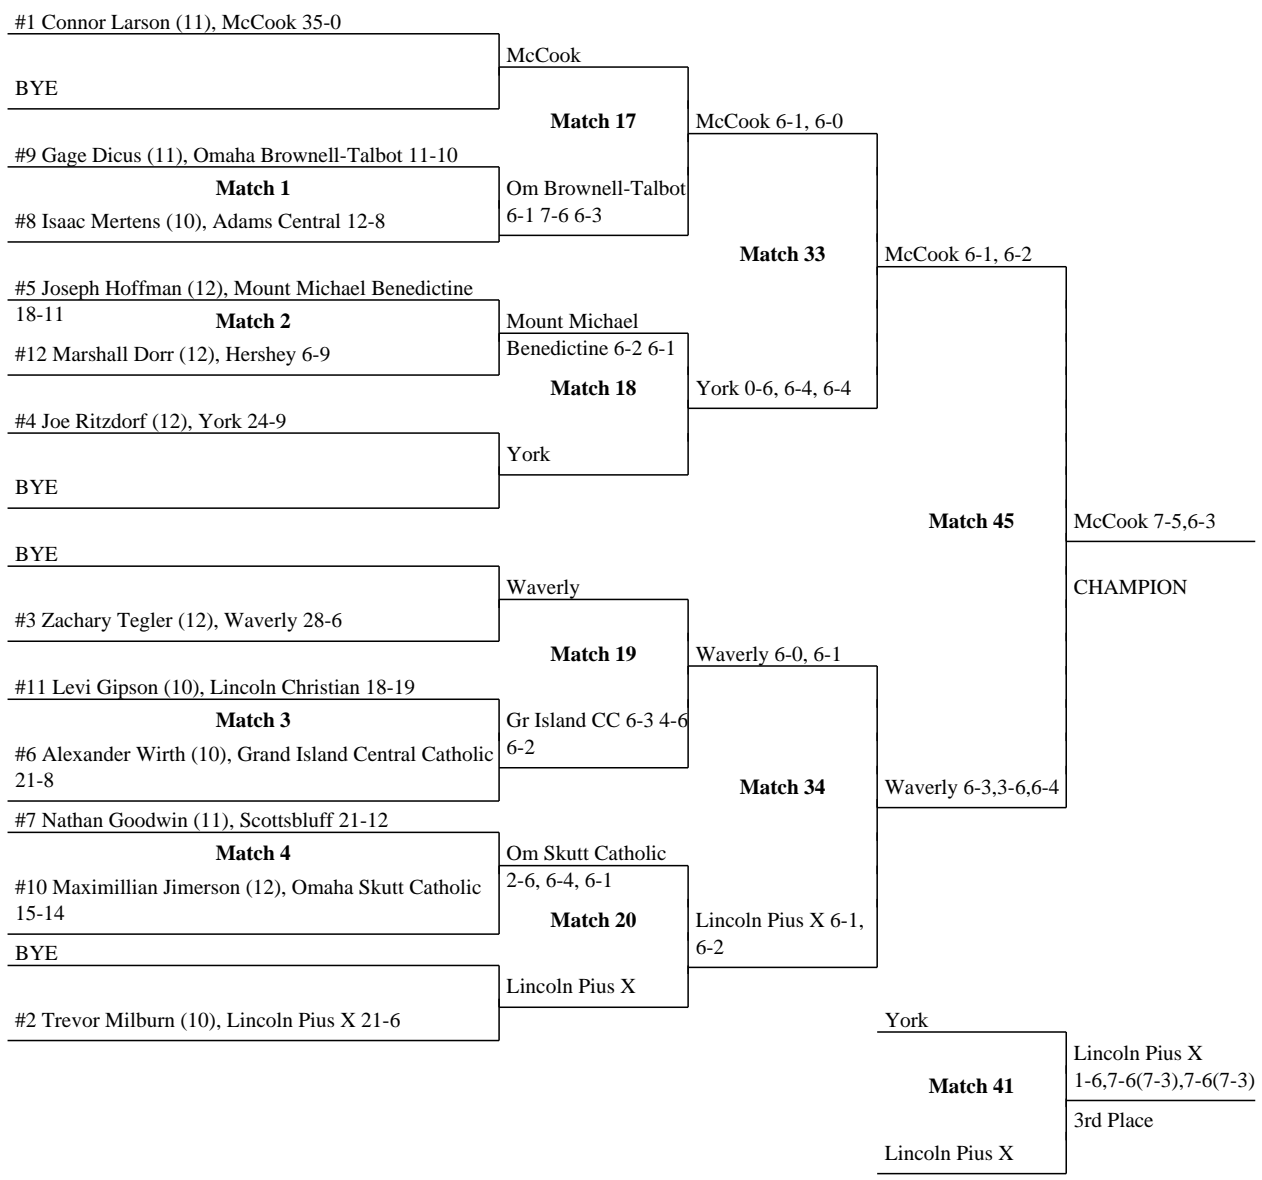 #1 Connor Larson (11), McCook 35-0
McCook
BYE
Match 17
McCook 6-1, 6-0
#9 Gage Dicus (11), Omaha Brownell-Talbot 11-10
Match 1
Om Brownell-Talbot
6-1 7-6 6-3
#8 Isaac Mertens (10), Adams Central 12-8
Match 33
McCook 6-1, 6-2
#5 Joseph Hoffman (12), Mount Michael Benedictine
18-11
Match 2
Mount Michael
Benedictine 6-2 6-1
#12 Marshall Dorr (12), Hershey 6-9
Match 18
York 0-6, 6-4, 6-4
#4 Joe Ritzdorf (12), York 24-9
York
BYE
Match 45
McCook 7-5,6-3
BYE
Waverly
CHAMPION
#3 Zachary Tegler (12), Waverly 28-6
Match 19
Waverly 6-0, 6-1
#11 Levi Gipson (10), Lincoln Christian 18-19
Match 3
Gr Island CC 6-3 4-6
6-2
#6 Alexander Wirth (10), Grand Island Central Catholic
21-8
Match 34
Waverly 6-3,3-6,6-4
#7 Nathan Goodwin (11), Scottsbluff 21-12
Match 4
Om Skutt Catholic
2-6, 6-4, 6-1
#10 Maximillian Jimerson (12), Omaha Skutt Catholic
15-14
Match 20
Lincoln Pius X 6-1,
6-2
BYE
Lincoln Pius X
#2 Trevor Milburn (10), Lincoln Pius X 21-6
York
Match 41
Lincoln Pius X
1-6,7-6(7-3),7-6(7-3)
3rd Place
Lincoln Pius X